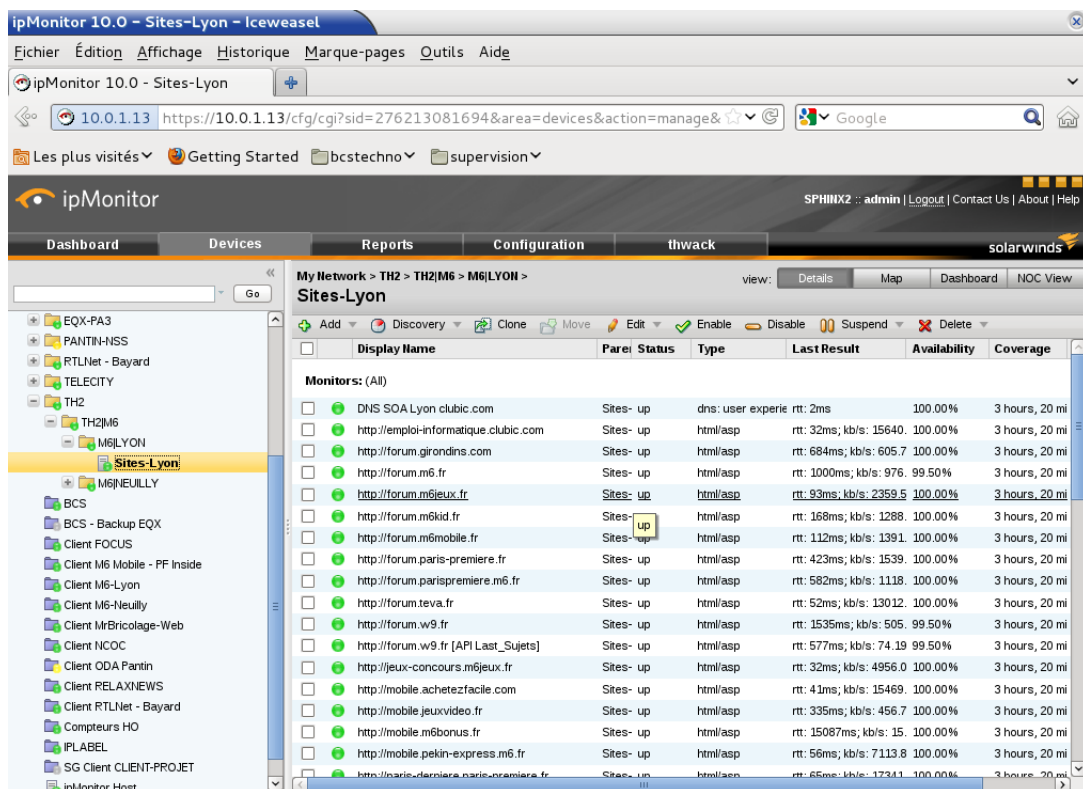 ipMonitor 10.0 - Sites-Lyon - Iceweasel
Fichier Édition Affichage Historique Marque-pages Outils Aide
ipMonitor 10.0 - Sites-Lyon
10.0.1.13 https://10.0.1.13/cfg/cgi?sid=276213081694&area=devices&action=manage& Google
Les plus visités Getting Started bcstechno supervision
ipMonitor
SPHINX2 :: admin | Logout | Contact Us | About | Help
Dashboard Devices Reports Configuration thwack solarwinds
Go
EQX-PA3
PANTIN-NSS
RTLNet - Bayard
TELECITY
TH2
TH2|M6
M6|LYON
Sites-Lyon
M6|NEUILLY
BCS
BCS - Backup EQX
Client FOCUS
Client M6 Mobile - PF Inside
Client M6-Lyon
Client M6-Neuilly
Client MrBricolage-Web
Client NCOC
Client ODA Pantin
Client RELAXNEWS
Client RTLNet - Bayard
Compteurs HO
IPLABEL
SG Client CLIENT-PROJET
ipMonitor Host
My Network > TH2 > TH2|M6 > M6|LYON >
view: Details Map Dashboard NOC View
Sites-Lyon
Add Discovery Clone Move Edit Enable Disable Suspend Delete
Display Name Parei Status Type Last Result Availability Coverage
Monitors: (All)
DNS SOA Lyon clubic.com Sites- up dns: user experie rtt: 2ms 100.00% 3 hours, 20 mi
http://emploi-informatique.clubic.com Sites- up html/asp rtt: 32ms; kb/s: 15640. 100.00% 3 hours, 20 mi
http://forum.girondins.com Sites- up html/asp rtt: 684ms; kb/s: 605.7 100.00% 3 hours, 20 mi
http://forum.m6.fr Sites- up html/asp rtt: 1000ms; kb/s: 976. 99.50% 3 hours, 20 mi
http://forum.m6jeux.fr Sites- up html/asp rtt: 93ms; kb/s: 2359.5 100.00% 3 hours, 20 mi
http://forum.m6kid.fr Sites- up html/asp rtt: 168ms; kb/s: 1288. 100.00% 3 hours, 20 mi
http://forum.m6mobile.fr Sites- up html/asp rtt: 112ms; kb/s: 1391. 100.00% 3 hours, 20 mi
http://forum.paris-premiere.fr Sites- up html/asp rtt: 423ms; kb/s: 1539. 100.00% 3 hours, 20 mi
http://forum.parispremiere.m6.fr Sites- up html/asp rtt: 582ms; kb/s: 1118. 100.00% 3 hours, 20 mi
http://forum.teva.fr Sites- up html/asp rtt: 52ms; kb/s: 13012. 100.00% 3 hours, 20 mi
http://forum.w9.fr Sites- up html/asp rtt: 1535ms; kb/s: 505. 99.50% 3 hours, 20 mi
http://forum.w9.fr [API Last_Sujets] Sites- up html/asp rtt: 577ms; kb/s: 74.19 99.50% 3 hours, 20 mi
http://jeux-concours.m6jeux.fr Sites- up html/asp rtt: 32ms; kb/s: 4956.0 100.00% 3 hours, 20 mi
http://mobile.achetezfacile.com Sites- up html/asp rtt: 41ms; kb/s: 15469. 100.00% 3 hours, 20 mi
http://mobile.jeuxvideo.fr Sites- up html/asp rtt: 335ms; kb/s: 456.7 100.00% 3 hours, 20 mi
http://mobile.m6bonus.fr Sites- up html/asp rtt: 15087ms; kb/s: 15. 100.00% 3 hours, 20 mi
http://mobile.pekin-express.m6.fr Sites- up html/asp rtt: 56ms; kb/s: 7113.8 100.00% 3 hours, 20 mi
http://paris-derniere.paris-premiere.fr Sites- up html/asp rtt: 65ms; kb/s: 17341. 100.00% 3 hours, 20 mi